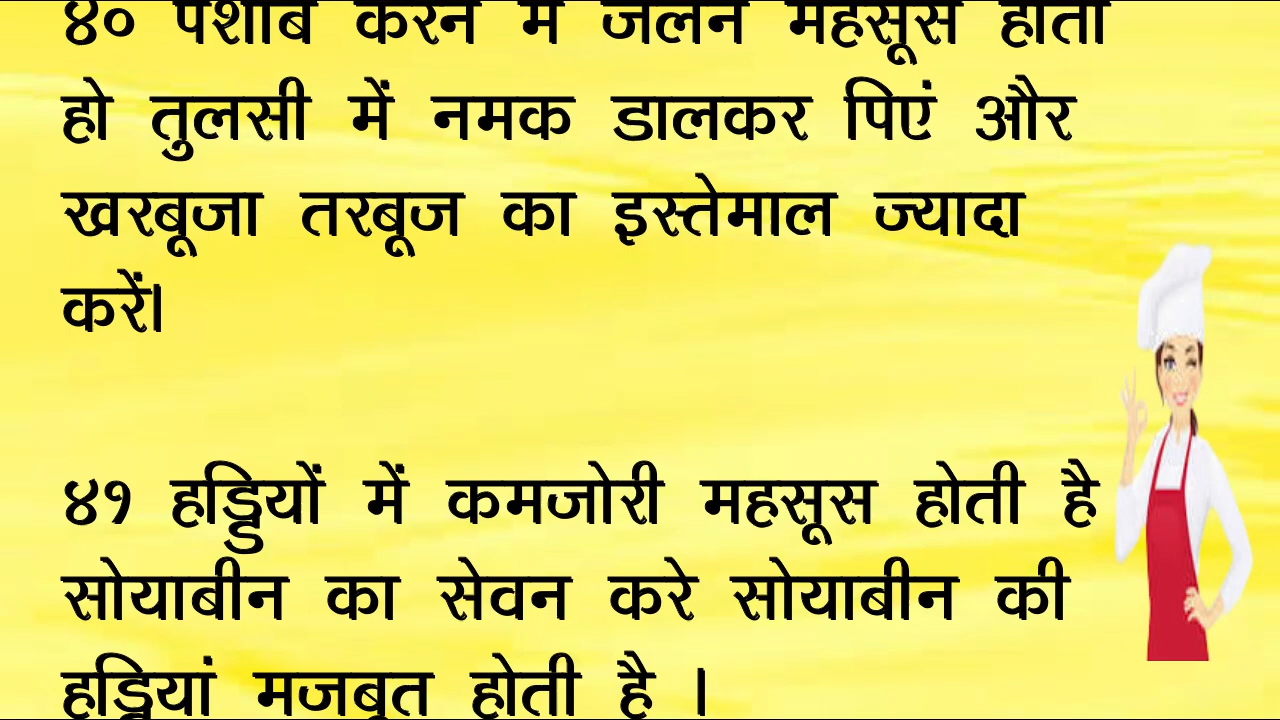 ४० पेशाब करने में जलन महसूस होती
हो तुलसी में नमक डालकर पिएं और
खरबूजा तरबूज का इस्तेमाल ज्यादा
करें।
४१ हड्डियों में कमजोरी महसूस होती है
सोयाबीन का सेवन करे सोयाबीन की
हड्डियां मजबूत होती है ।